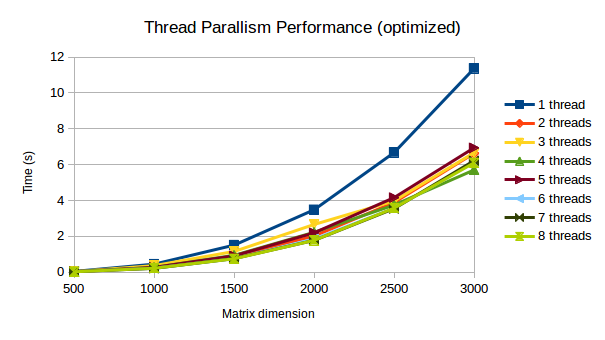 Thread Parallism Performance (optimized)
12
10
8
6
4
2
0
Time (s)
500 1000 1500 2000 2500 3000
Matrix dimension
1 thread
2 threads
3 threads
4 threads
5 threads
6 threads
7 threads
8 threads